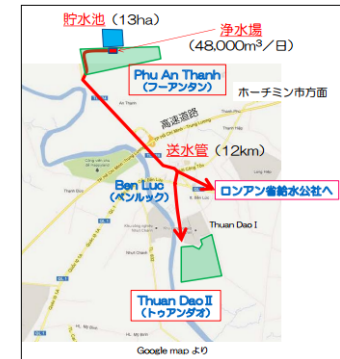 貯水池（13ha）
浄水場
（48,000m³／日）
Phu An Thanh
（フーアンタン）
ホーチミン市方面
高速道路
送水管（12km）
Ben Luc
（ベンルック）
ロンアン省給水公社へ
Thuan Dao I
Thuan Dao II
（トゥアンダオ）
Google map より